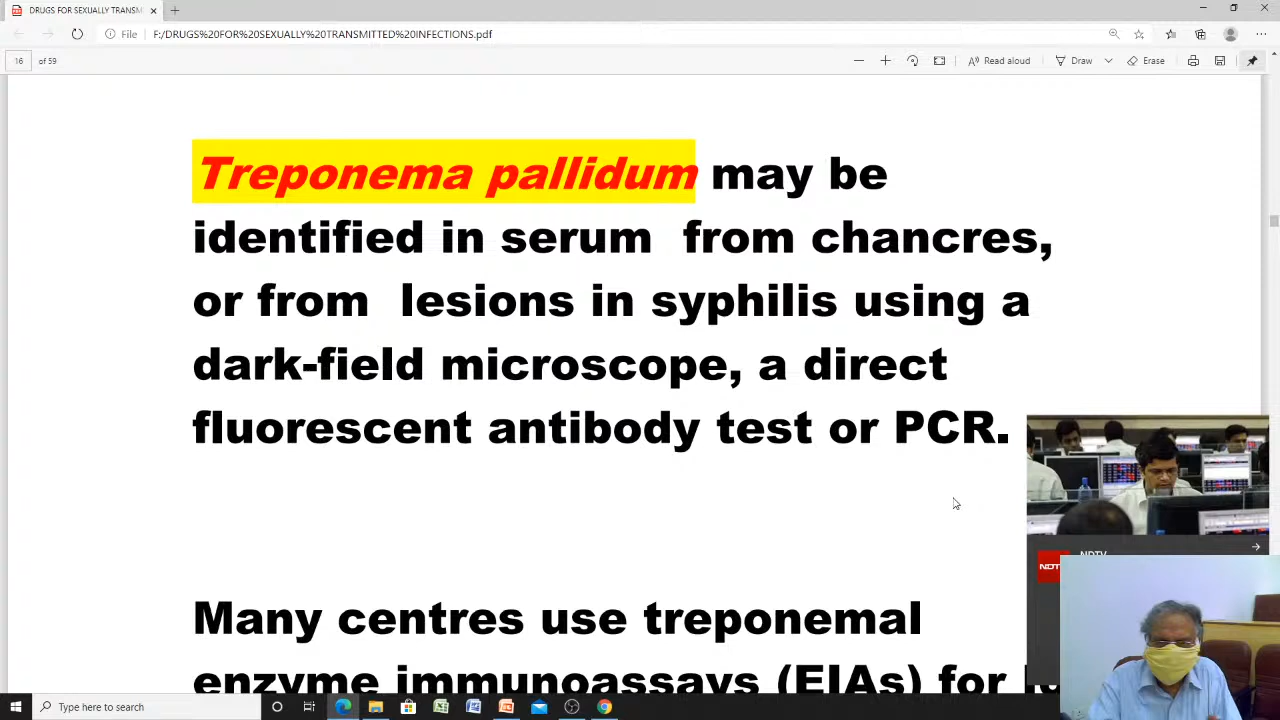 DRUGS FOR SEXUALLY TRANSM
File
F:/DRUGS%20FOR%20SEXUALLY%20TRANSMITTED%20INFECTIONS.pdf
16 of 59
Read aloud
Draw
Erase
Treponema pallidum may be
identified in serum from chancres,
or from lesions in syphilis using a
dark-field microscope, a direct
fluorescent antibody test or PCR.
NDTV
Many centres use treponemal
enzyme immunoassays (EIAs) for
Type here to search